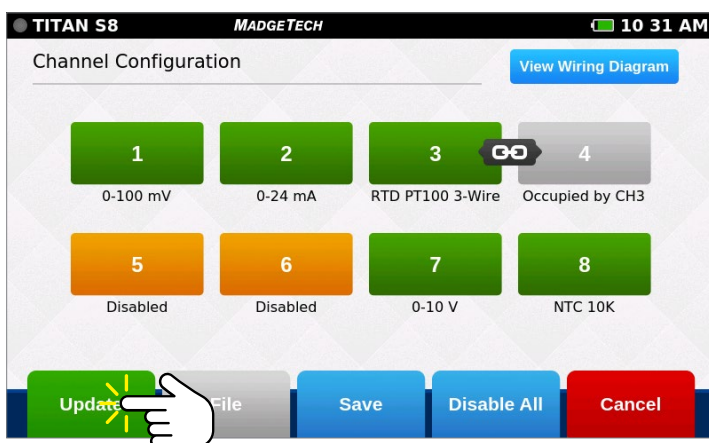 TITAN S8 MADGETECH 10 31 AM
Channel Configuration View Wiring Diagram
1 2 3 4
0-100 mV 0-24 mA RTD PT100 3-Wire Occupied by CH3
5 6 7 8
Disabled Disabled 0-10 V NTC 10K
Update File Save Disable All Cancel